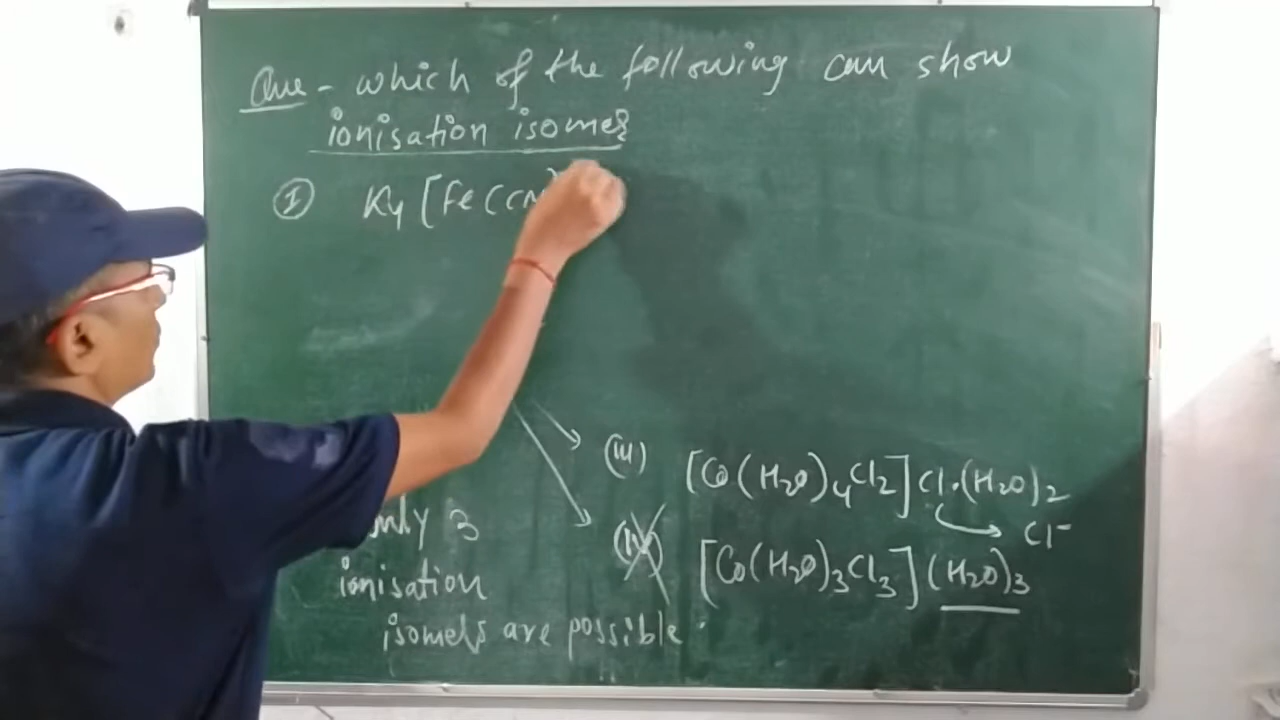 Que - which of the following can show
ionisation isomer
I K4 [Fe(CN)
(iii) [Co(H2O)4Cl2]Cl.(H2O)2
Cl-
only 3
(iv) [Co(H2O)3Cl3](H2O)3
ionisation
isomers are possible.